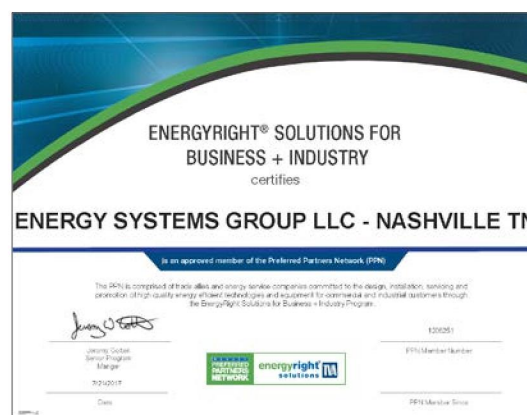 ENERGYRIGHT® SOLUTIONS FOR
BUSINESS + INDUSTRY
certifies
ENERGY SYSTEMS GROUP LLC - NASHVILLE TN
is an approved member of the Preferred Partners Network (PPN)
The PPN is comprised of trade allies and energy service companies committed to the design, installation, servicing and
promotion of high-quality energy efficient technologies and equipment for commercial and industrial customers through
the EnergyRight Solutions for Business + Industry Program.
Senior Program
Manger
7/21/2017
Date
PREFERRED
PARTNERS
NETWORK
energyright®
solutions
TVA
PPN Member Number
PPN Member Since